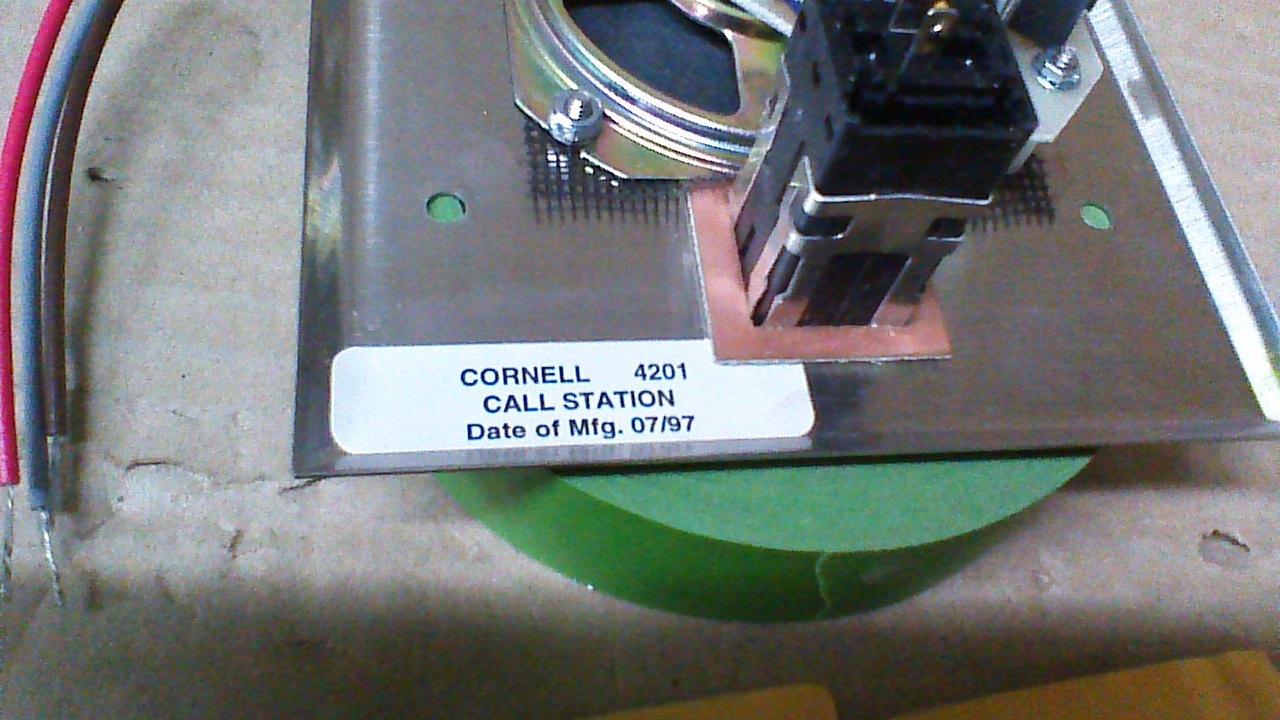 CORNELL 4201
CALL STATION
Date of Mfg. 07/97